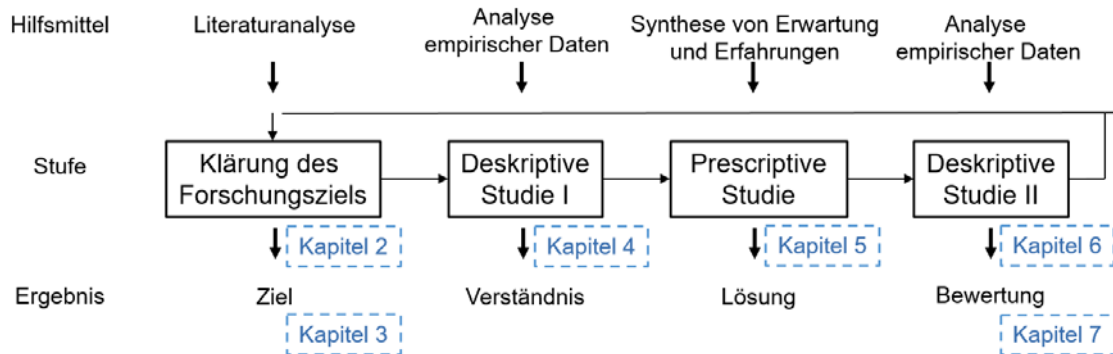 Hilfsmittel
Literaturanalyse
Analyse
empirischer Daten
Synthese von Erwartung
und Erfahrungen
Analyse
empirischer Daten
Stufe
Klärung des
Forschungsziels
Deskriptive
Studie I
Prescriptive
Studie
Deskriptive
Studie II
Kapitel 2
Kapitel 4
Kapitel 5
Kapitel 6
Ergebnis
Ziel
Verständnis
Lösung
Bewertung
Kapitel 3
Kapitel 7